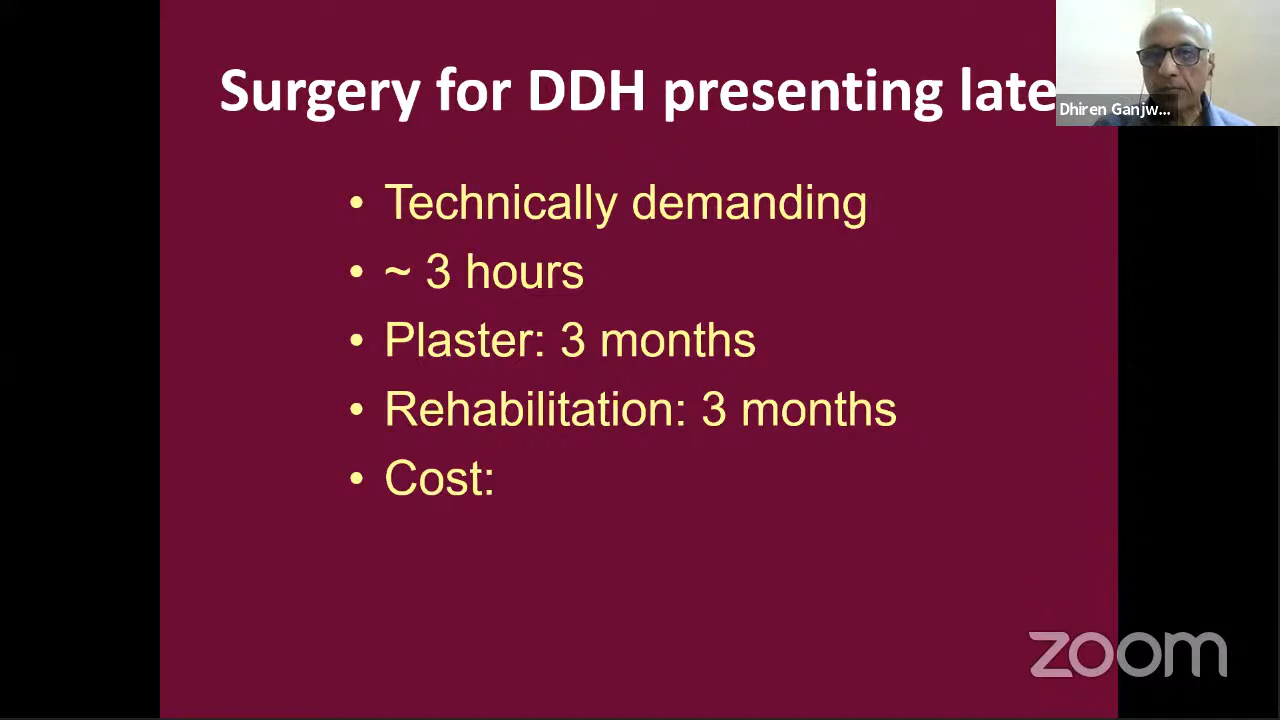 Surgery for DDH presenting late
Dhiren Ganjw...
• Technically demanding
• ~ 3 hours
• Plaster: 3 months
• Rehabilitation: 3 months
• Cost:
zoom